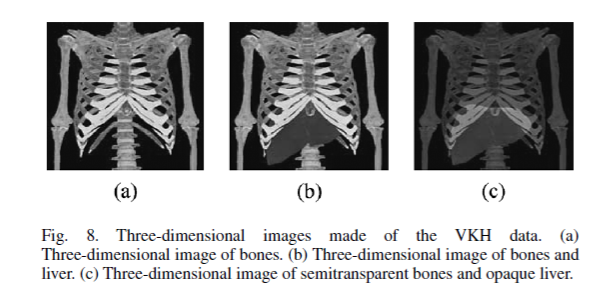 (a) (b) (c)
Fig. 8. Three-dimensional images made of the VKH data. (a)
Three-dimensional image of bones. (b) Three-dimensional image of bones and
liver. (c) Three-dimensional image of semitransparent bones and opaque liver.